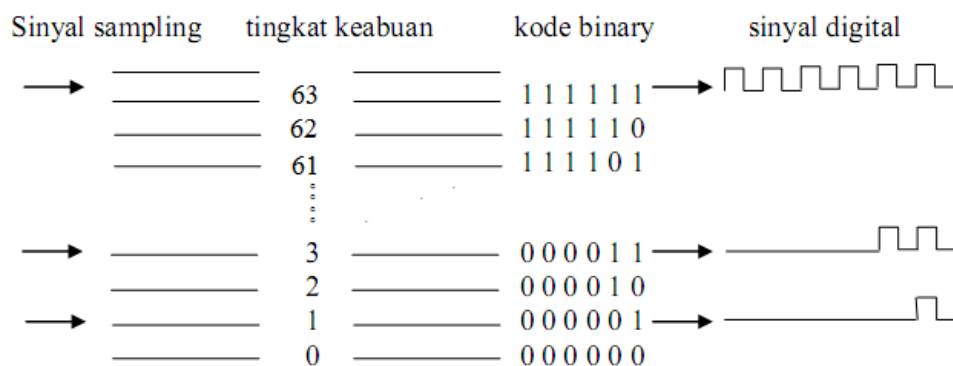 Sinyal sampling tingkat keabuan kode binary sinyal digital
63 1 1 1 1 1 1
62 1 1 1 1 1 0
61 1 1 1 1 0 1
3 0 0 0 0 1 1
2 0 0 0 0 1 0
1 0 0 0 0 0 1
0 0 0 0 0 0 0